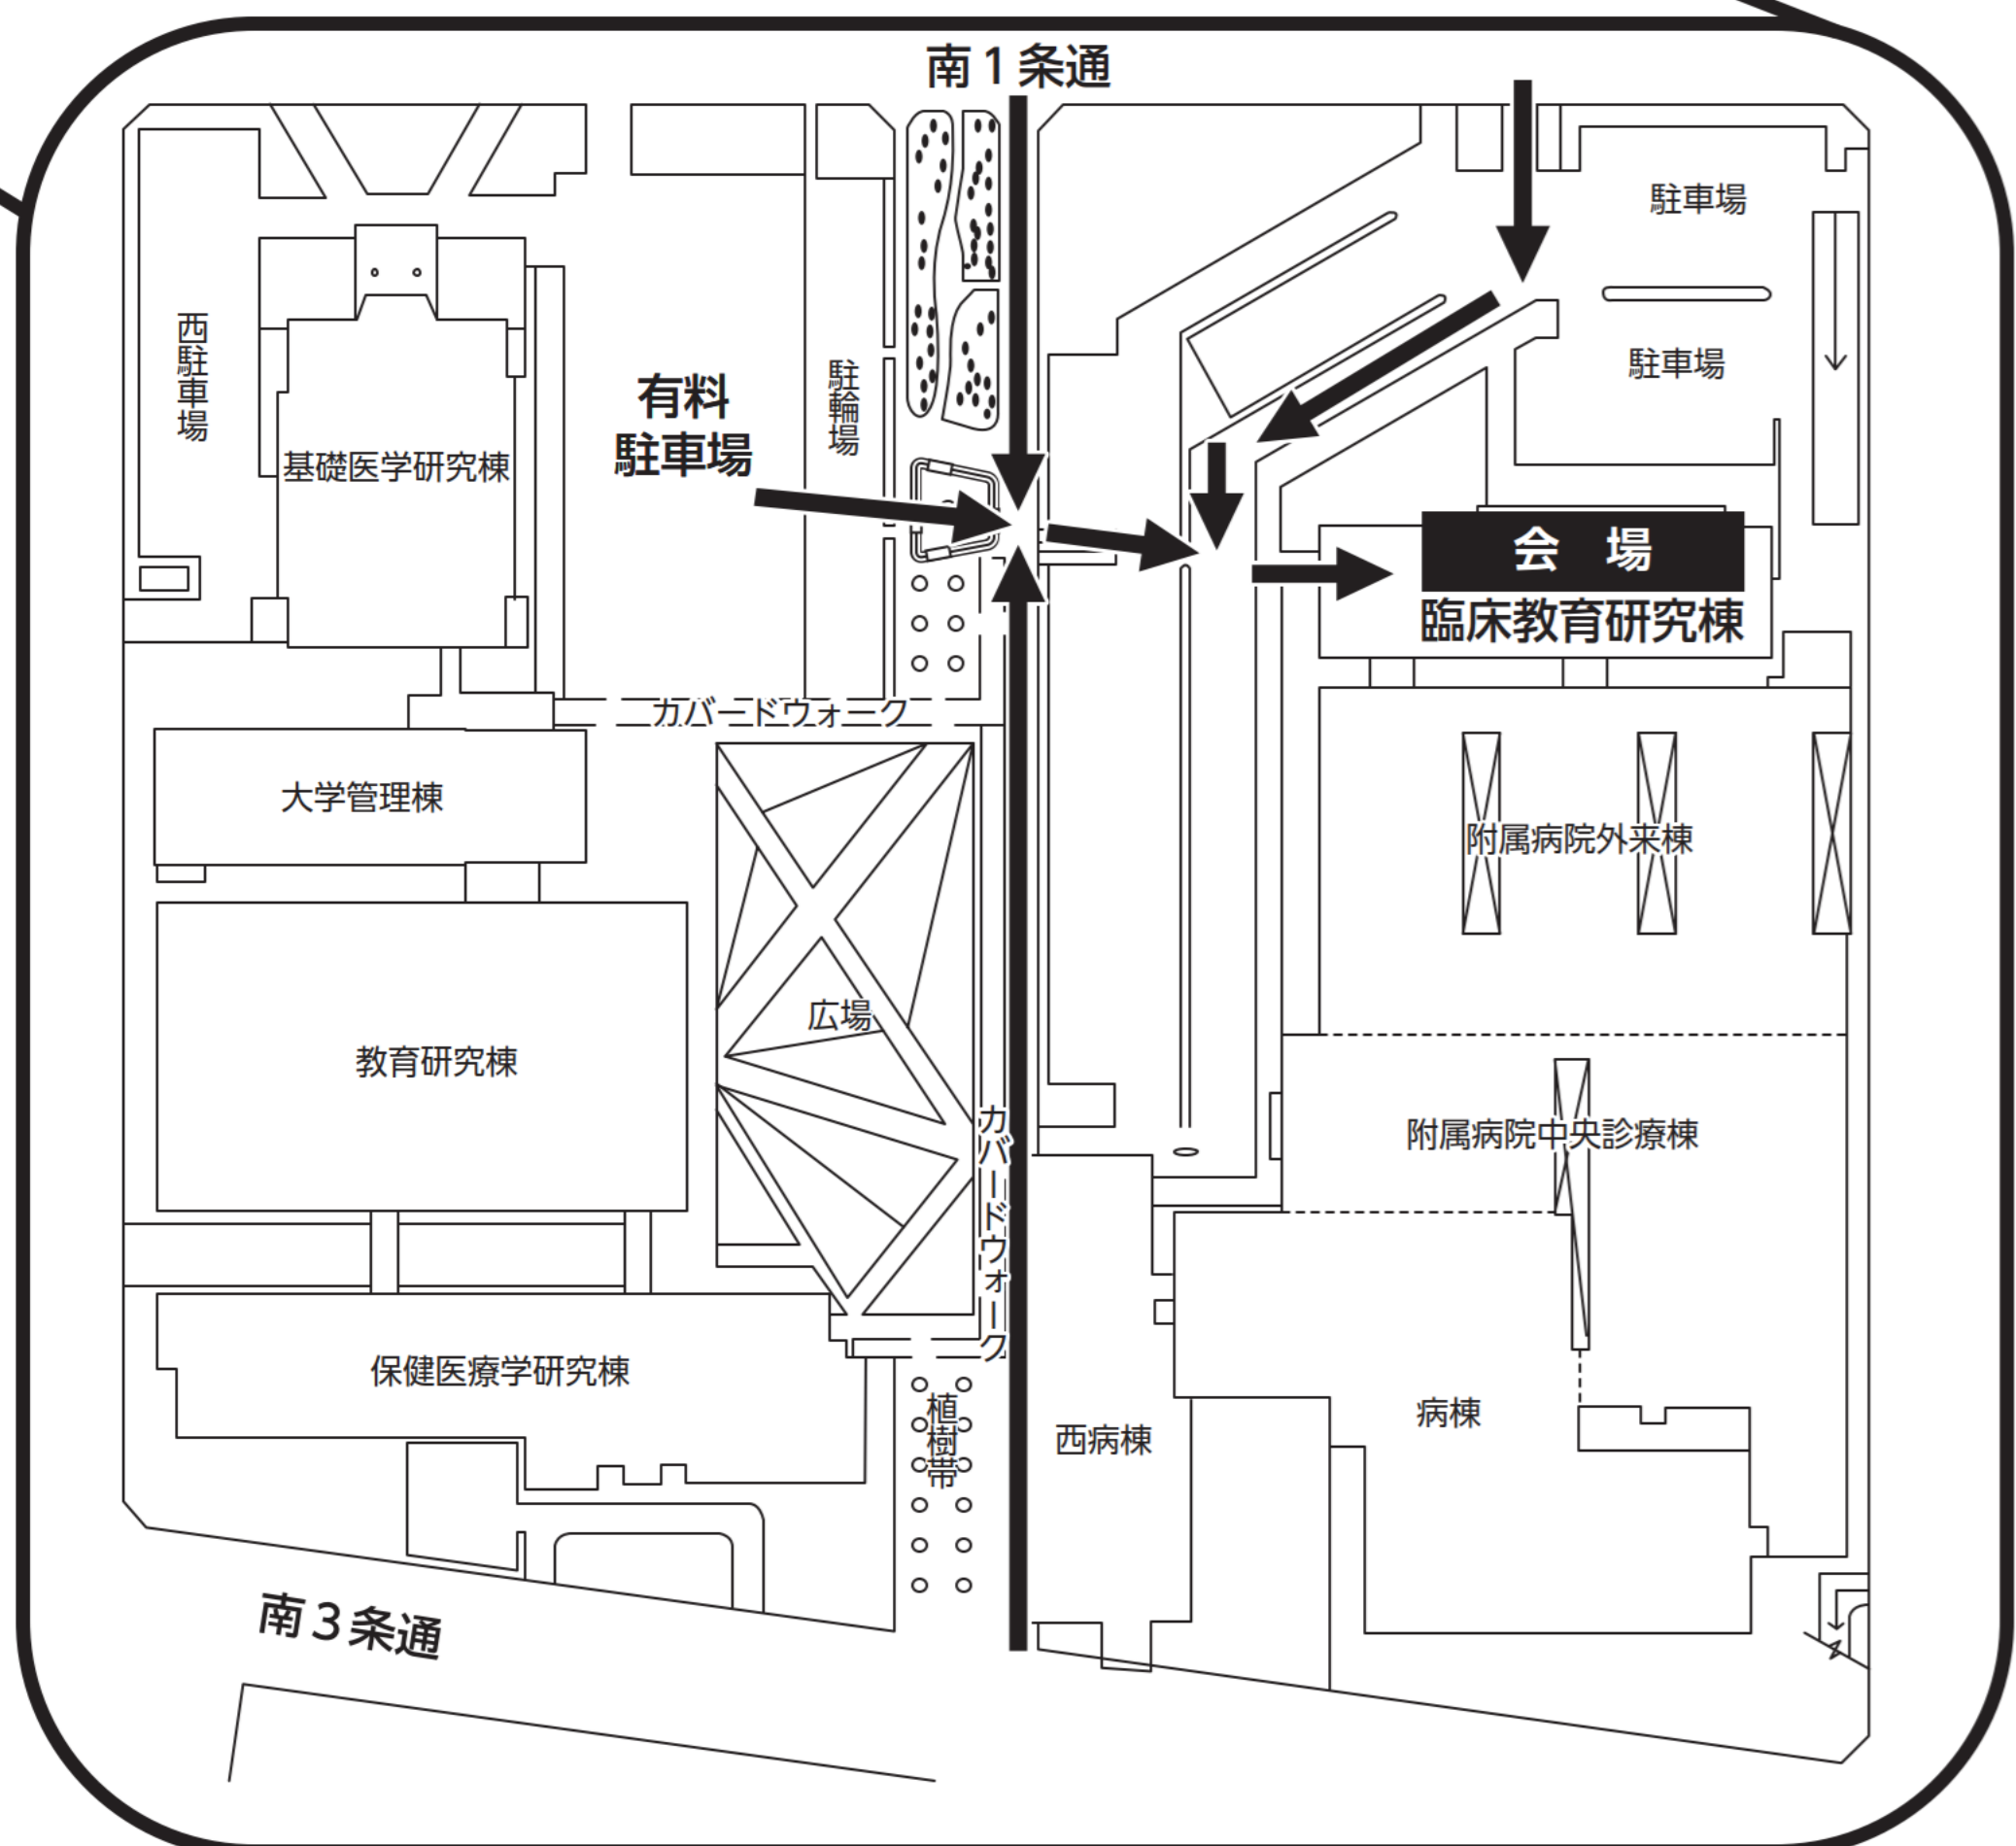 南１条通
駐車場
西駐車場
駐車場
有料
駐車場
駐輪場
基礎医学研究棟
会　場
臨床教育研究棟
カバードウォーク
大学管理棟
附属病院外来棟
広場
教育研究棟
カバードウォーク
附属病院中央診療棟
保健医療学研究棟
植樹帯
西病棟
病棟
南３条通